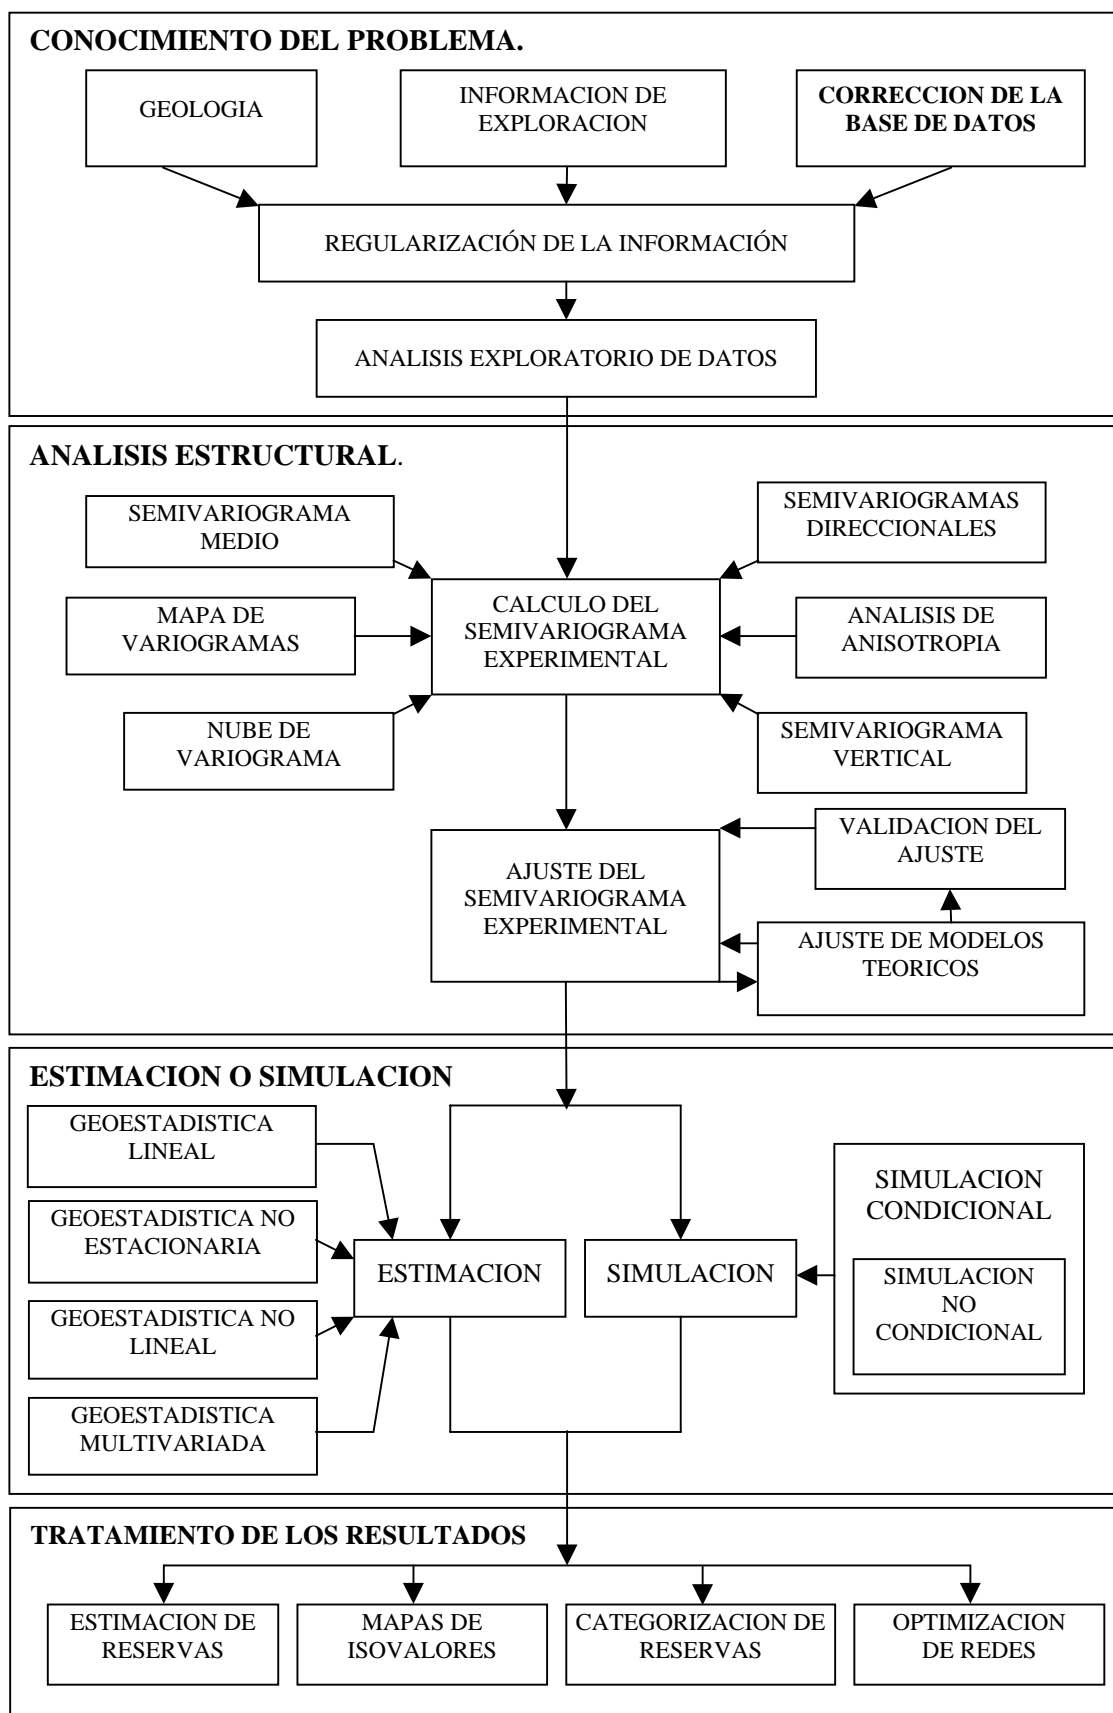 CONOCIMIENTO DEL PROBLEMA.
GEOLOGIA
INFORMACION DE
EXPLORACION
CORRECCION DE LA
BASE DE DATOS
REGULARIZACIÓN DE LA INFORMACIÓN
ANALISIS EXPLORATORIO DE DATOS
ANALISIS ESTRUCTURAL.
SEMIVARIOGRAMA
MEDIO
SEMIVARIOGRAMAS
DIRECCIONALES
MAPA DE
VARIOGRAMAS
CALCULO DEL
SEMIVARIOGRAMA
EXPERIMENTAL
ANALISIS DE
ANISOTROPIA
NUBE DE
VARIOGRAMA
SEMIVARIOGRAMA
VERTICAL
AJUSTE DEL
SEMIVARIOGRAMA
EXPERIMENTAL
VALIDACION DEL
AJUSTE
AJUSTE DE MODELOS
TEORICOS
ESTIMACION O SIMULACION
GEOESTADISTICA
LINEAL
GEOESTADISTICA NO
ESTACIONARIA
GEOESTADISTICA NO
LINEAL
GEOESTADISTICA
MULTIVARIADA
ESTIMACION
SIMULACION
SIMULACION
CONDICIONAL
SIMULACION
NO
CONDICIONAL
TRATAMIENTO DE LOS RESULTADOS
ESTIMACION DE
RESERVAS
MAPAS DE
ISOVALORES
CATEGORIZACION DE
RESERVAS
OPTIMIZACION
DE REDES